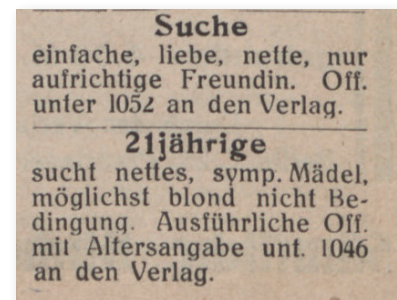 Suche
einfache, liebe, nette, nur
aufrichtige Freundin. Off.
unter 1052 an den Verlag.
21jährige
sucht nettes, symp. Mädel,
möglichst blond nicht Be-
dingung. Ausführliche Off.
mit Altersangabe unt. 1046
an den Verlag.